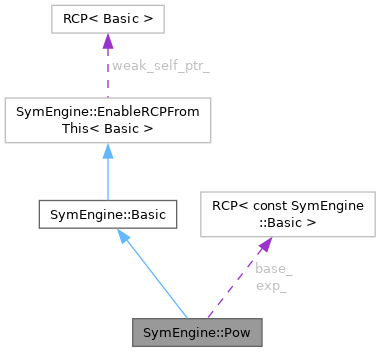 RCP< Basic >
weak_self_ptr_
SymEngine::EnableRCPFrom
This< Basic >
SymEngine::Basic
RCP< const SymEngine
::Basic >
base_
exp_
SymEngine::Pow